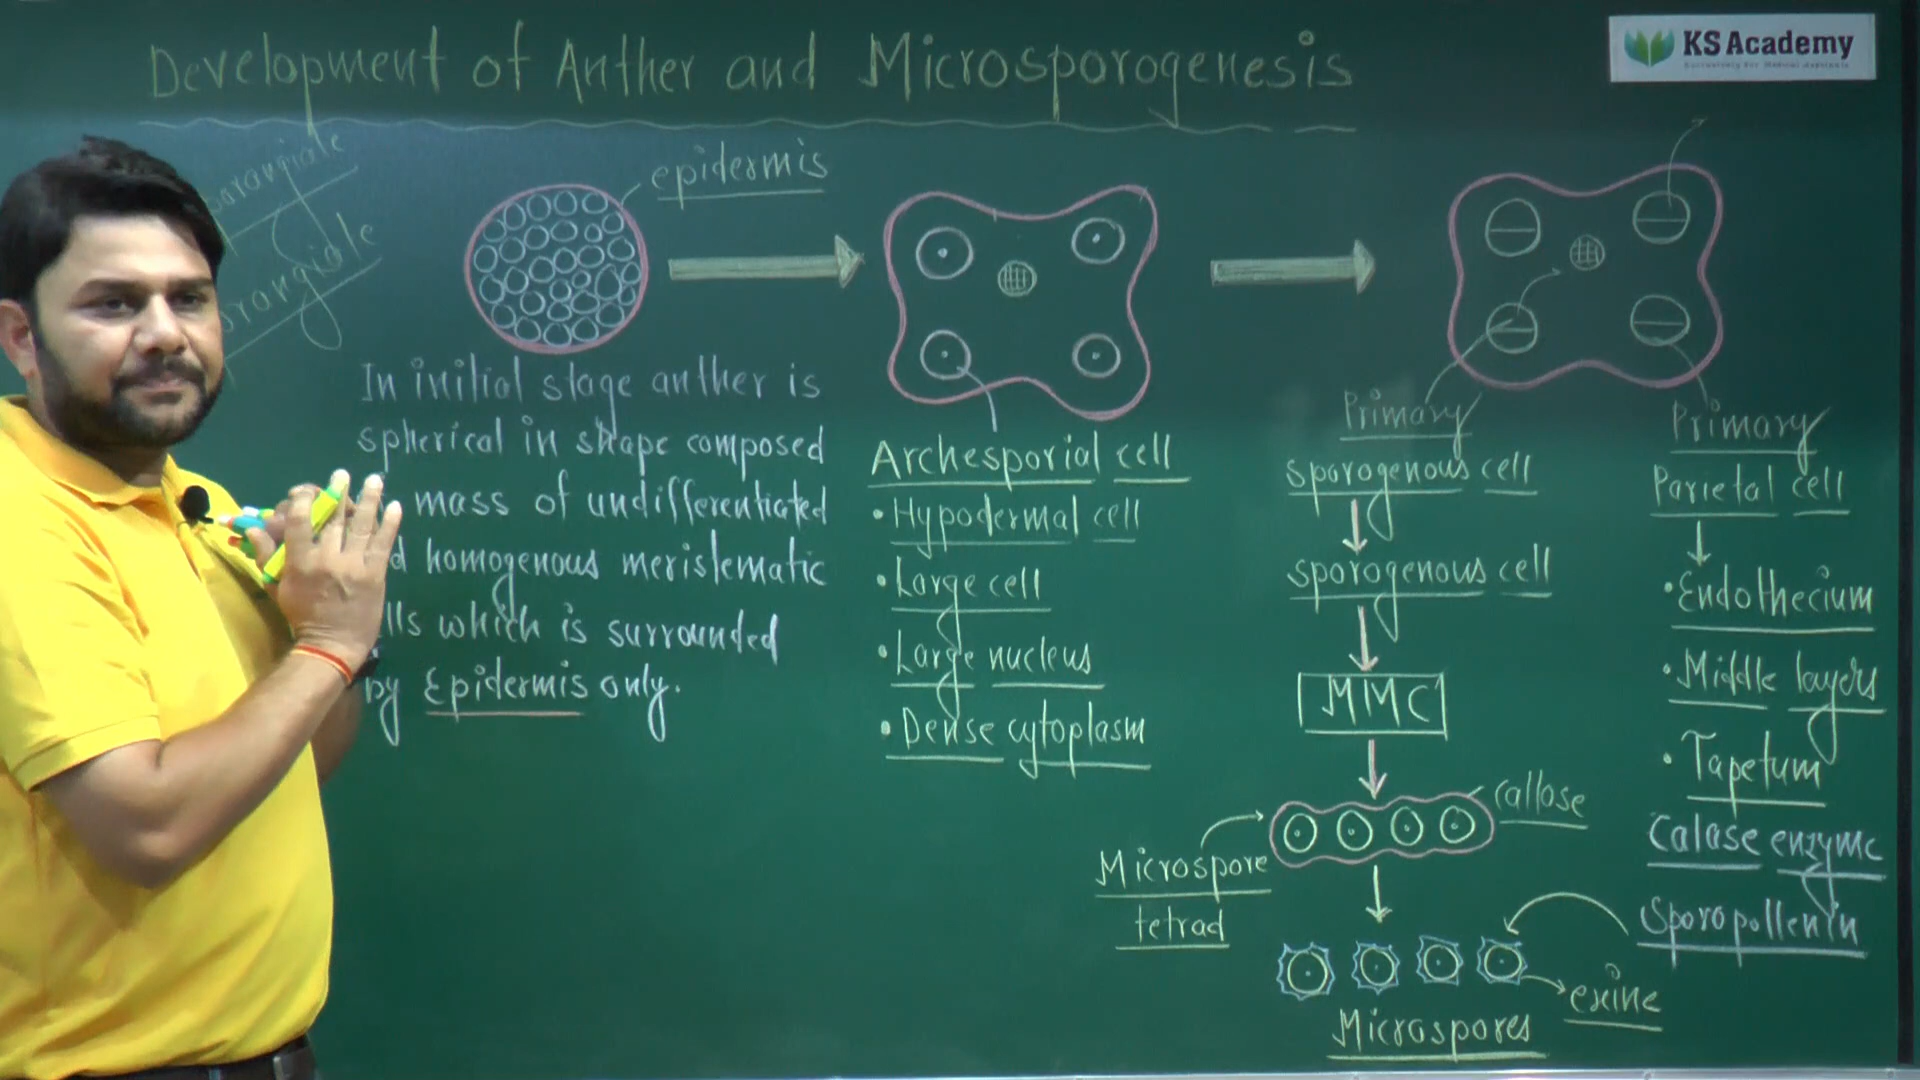 Development of Anther and Microsporogenesis
KS Academy
epidermis
In initial stage anther is
spherical in shape composed
mass of undifferentiated
homogenous meristematic
which is surrounded
by Epidermis only.
Archesporial cell
• Hypodermal cell
• Large cell
• Large nucleus
• Dense cytoplasm
Primary
sporogenous cell
sporogenous cell
MMC
callose
Microspore
tetrad
exine
Microspores
Primary
Parietal cell
• Endothecium
• Middle layers
• Tapetum
Calase enzyme
Sporopollenin